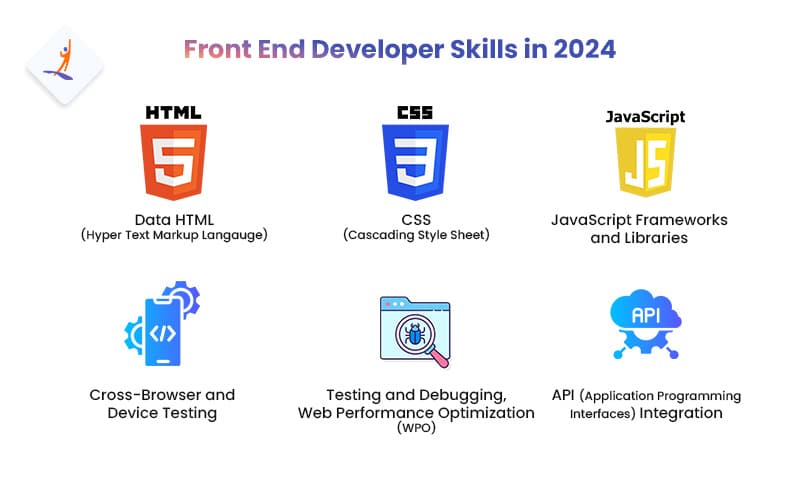 Front End Developer Skills in 2024
HTML
CSS
JavaScript
5
3
JS
Data HTML
(Hyper Text Markup Langauge)
CSS
(Cascading Style Sheet)
JavaScript Frameworks
and Libraries
</>
API
Cross-Browser and
Device Testing
Testing and Debugging,
Web Performance Optimization
(WPO)
API (Application Programming
Interfaces) Integration